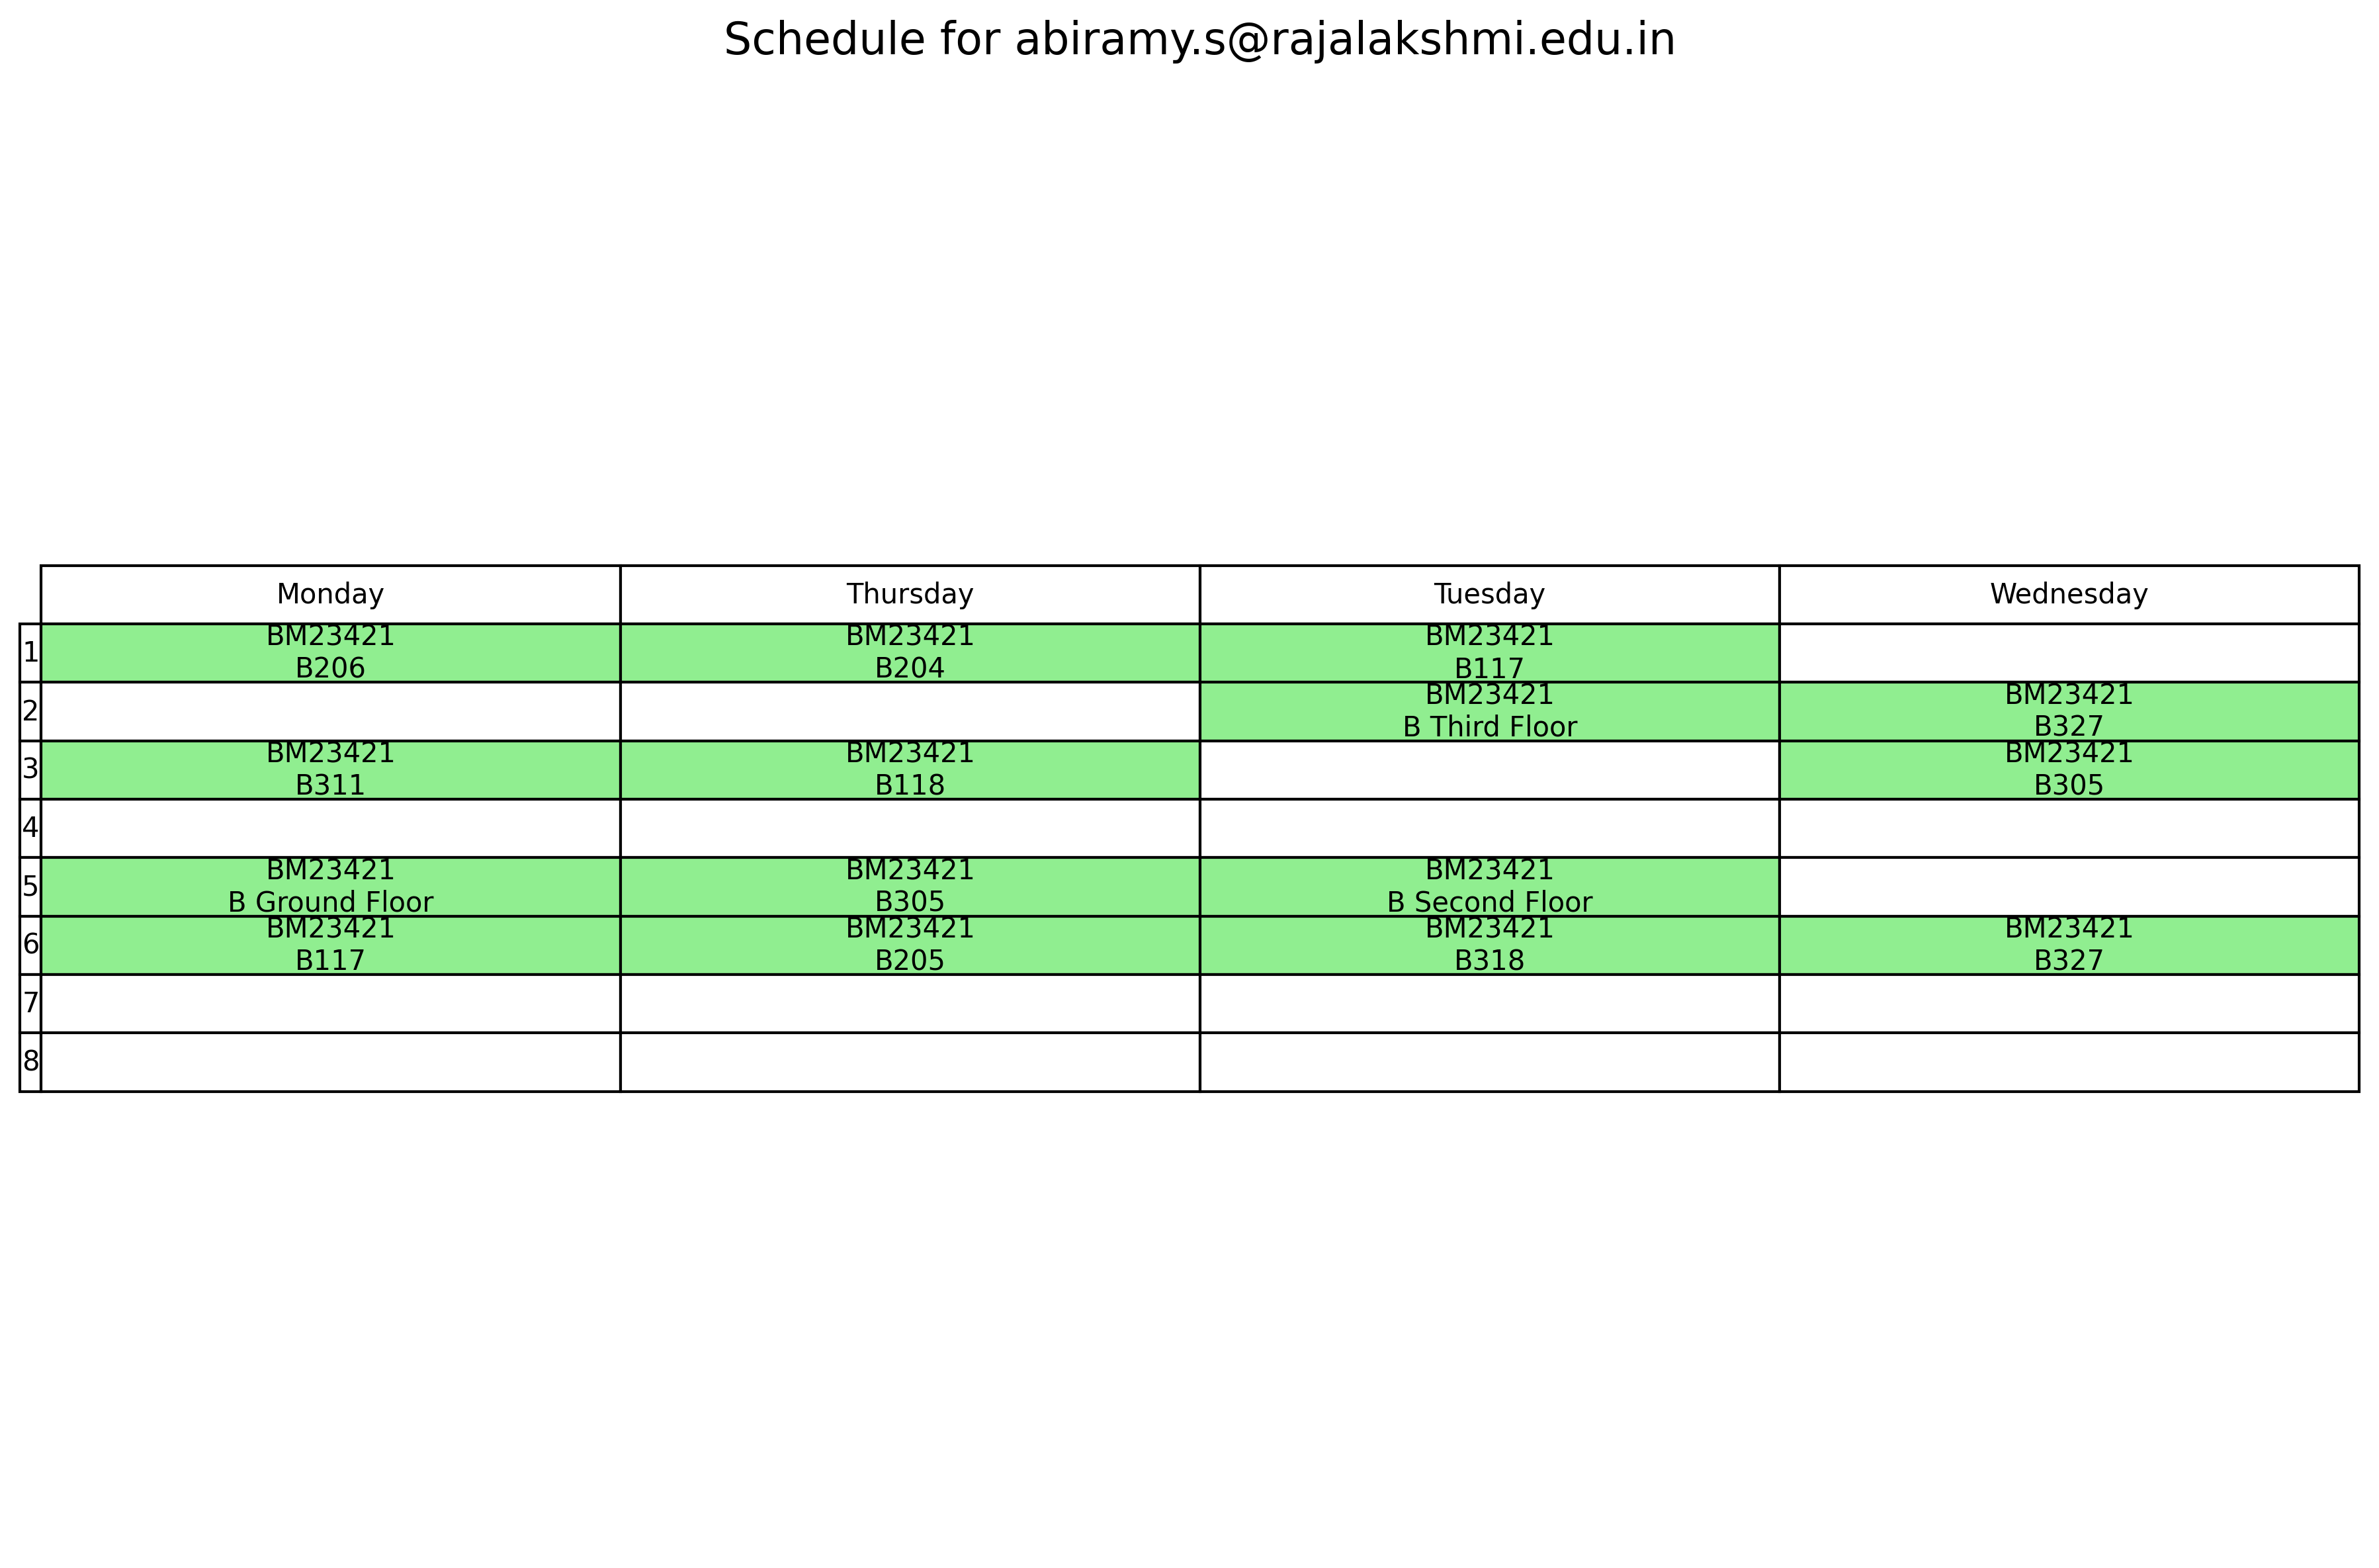 Schedule for abiramy.s@rajalakshmi.edu.in
Monday Thursday Tuesday Wednesday
1 BM23421 BM23421 BM23421
B206 B204 B117
2 BM23421 BM23421
B Third Floor B327
3 BM23421 BM23421 BM23421
B311 B118 B305
4
5 BM23421 BM23421 BM23421
B Ground Floor B305 B Second Floor
6 BM23421 BM23421 BM23421 BM23421
B117 B205 B318 B327
7
8